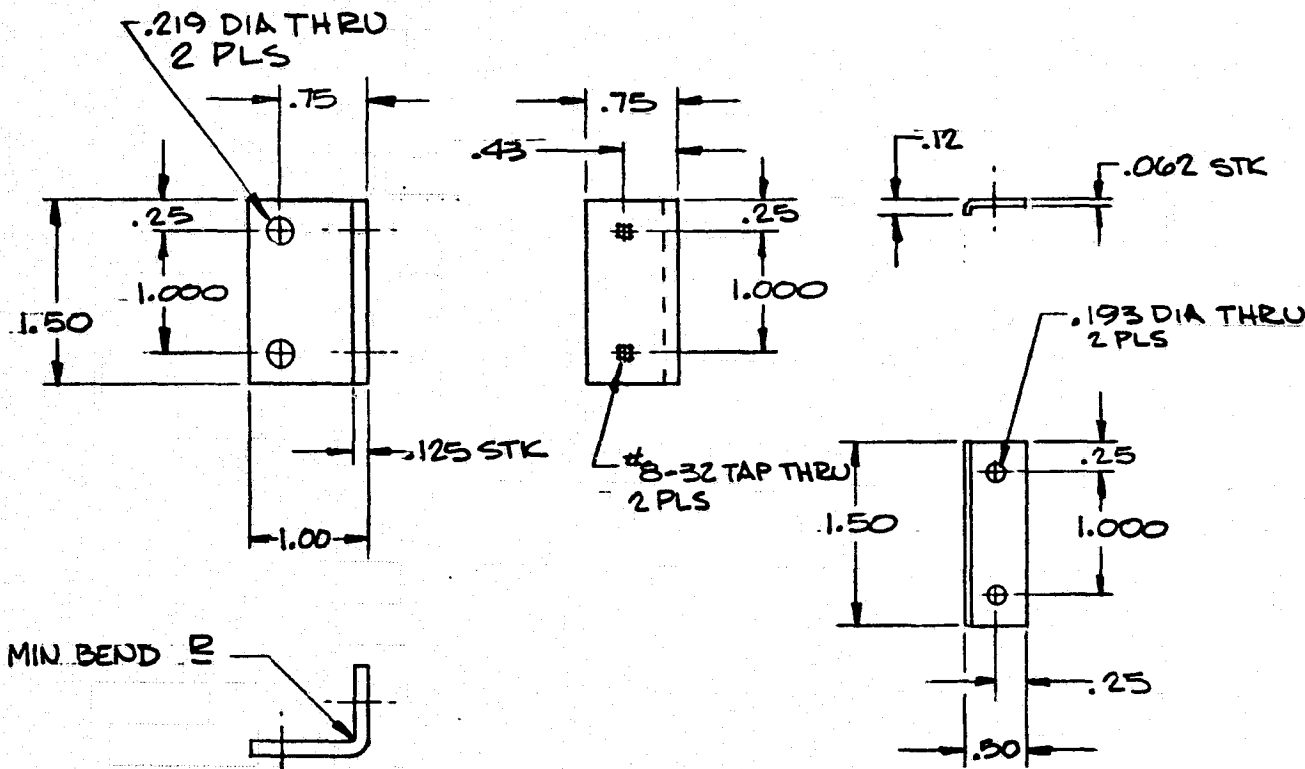 .219 DIA THRU
2 PLS
.75
.25
1.000
1.50
.125 STK
1.00
MIN BEND R
.75
.43
.25
1.000
#8-32 TAP THRU
2 PLS
.12
.062 STK
.193 DIA THRU
2 PLS
.25
1.50
1.000
.25
.50